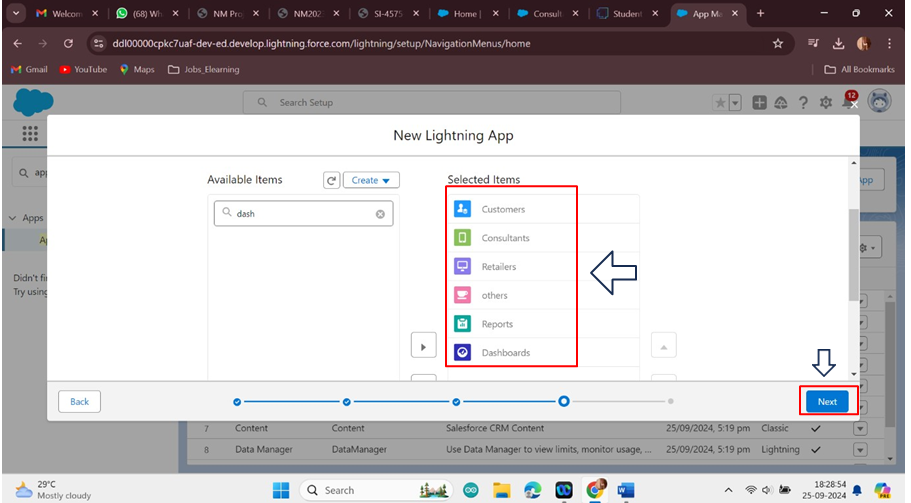 Welcom
(68) Wh
NM Pro
NM202
SI-4575
Home |
Consult
Student
App Ma
ddl00000cpkc7uaf-dev-ed.develop.lightning.force.com/lightning/setup/NavigationMenus/home
Gmail
YouTube
Maps
Jobs_Elearning
All Bookmarks
Search Setup
12
New Lightning App
app
App
Available Items
Create
Selected Items
dash
Customers
Apps
Consultants
Ap
Retailers
Didn't fi
Try using
others
Reports
Dashboards
Back
Next
7 Content Content Salesforce CRM Content 25/09/2024, 5:19 pm Classic
8 Data Manager DataManager Use Data Manager to view limits, monitor usage, ... 25/09/2024, 5:19 pm Lightning
29°C
Mostly cloudy
Search
18:28:54
25-09-2024